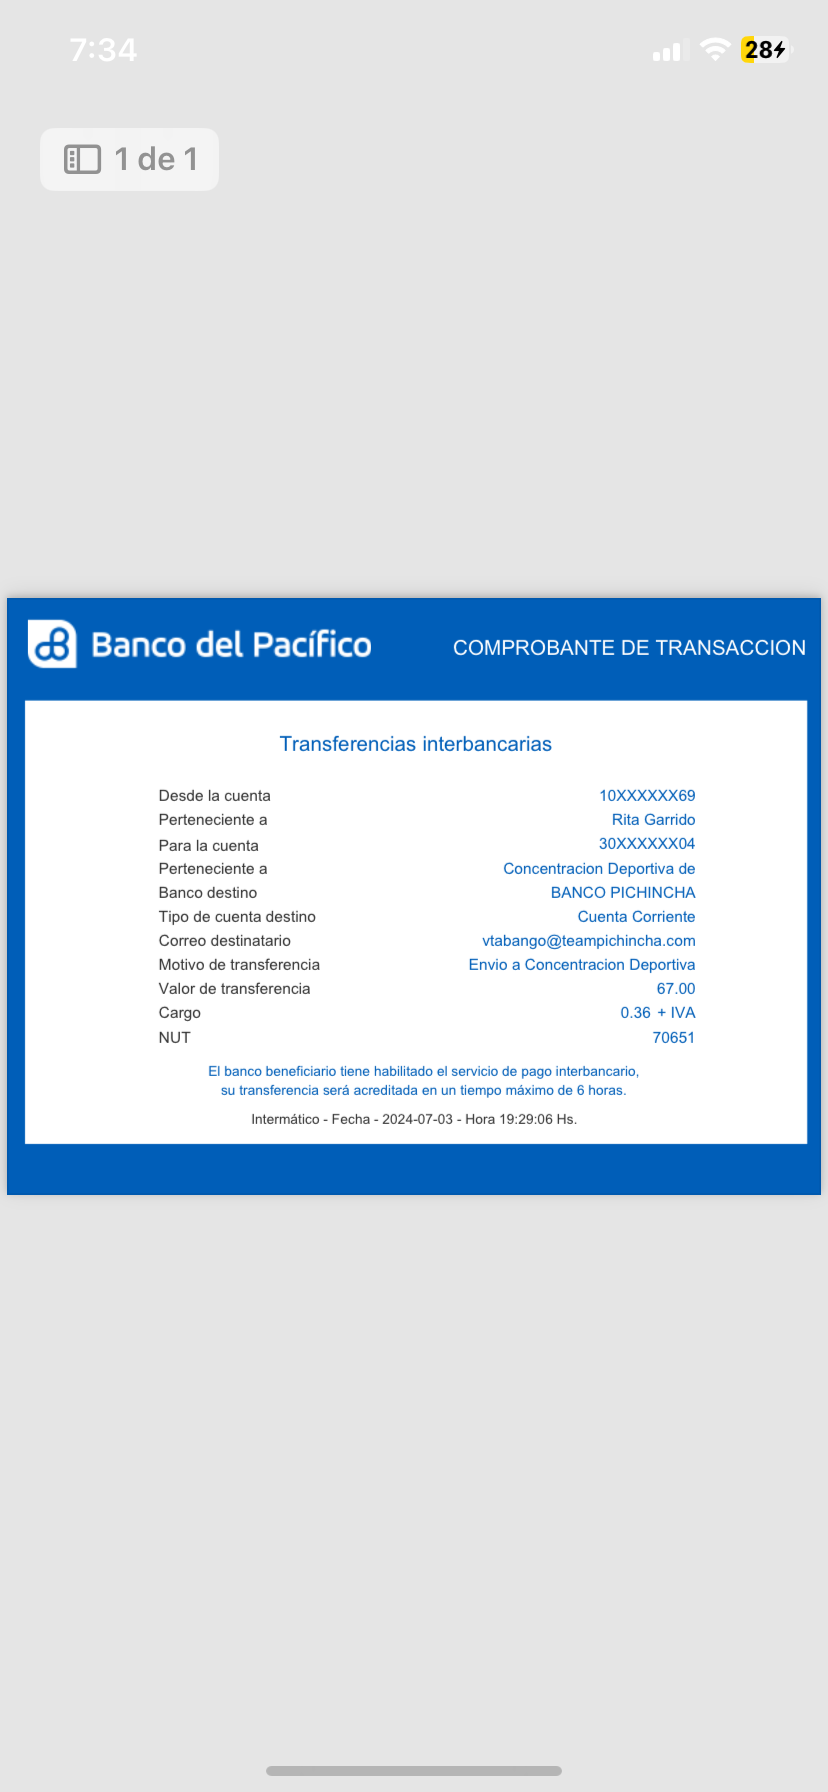 7:34
28
1 de 1
Banco del Pacífico
COMPROBANTE DE TRANSACCION
Transferencias interbancarias
Desde la cuenta 10XXXXXX69
Perteneciente a Rita Garrido
Para la cuenta 30XXXXXX04
Perteneciente a Concentracion Deportiva de
Banco destino BANCO PICHINCHA
Tipo de cuenta destino Cuenta Corriente
Correo destinatario vtabango@teampichincha.com
Motivo de transferencia Envio a Concentracion Deportiva
Valor de transferencia 67.00
Cargo 0.36 + IVA
NUT 70651
El banco beneficiario tiene habilitado el servicio de pago interbancario,
su transferencia será acreditada en un tiempo máximo de 6 horas.
Intermático - Fecha - 2024-07-03 - Hora 19:29:06 Hs.